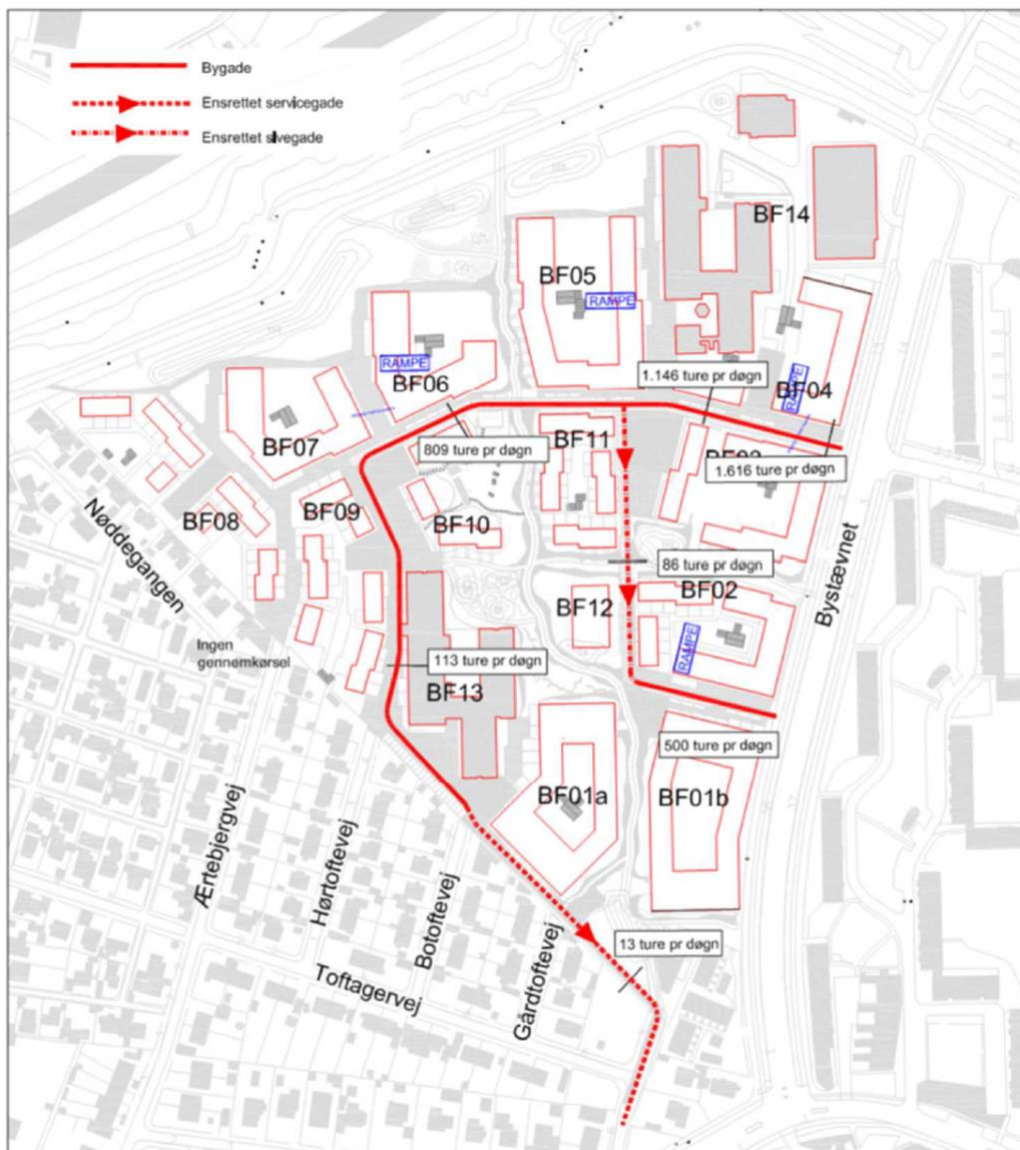 Bygade
Ensrettet servicegade
Ensrettet sivegade
BF14
BF05
RAMPE
1.146 ture pr døgn
RAMPE
BF04
RAMPE
BF06
BF07
809 ture pr døgn
BF11
BF03
1.616 ture pr døgn
BF08
BF09
BF10
Nøddegangen
86 ture pr døgn
BF02
BF12
Bystævnet
RAMPE
Ingen
gennemkørsel
113 ture pr døgn
BF13
500 ture pr døgn
BF01a
BF01b
Ærtebjergvej
Hørtoftevej
Botoftevej
Gårdtoftevej
13 ture pr døgn
Toftagervej